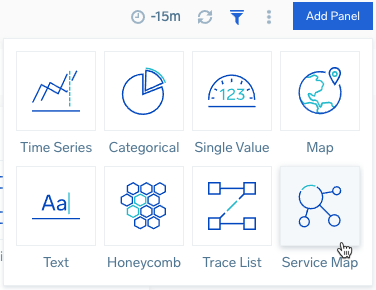 -15m
Add Panel
123
Time Series
Categorical
Single Value
Map
Aa
Text
Honeycomb
Trace List
Service Map